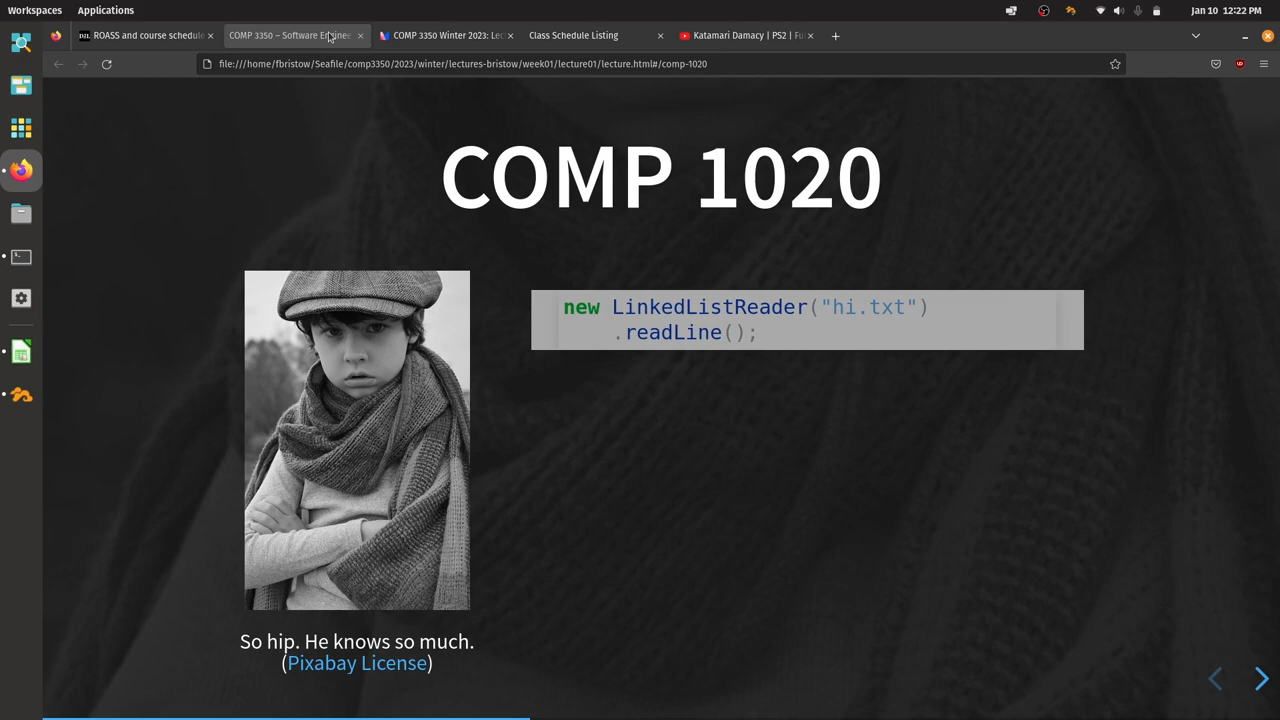 Workspaces Applications Jan 10 12:22 PM
ROASS and course schedule COMP 3350 – Software Enginee COMP 3350 Winter 2023: Lec Class Schedule Listing Katamari Damacy | PS2 | Fu
file:///home/fbristow/Seafile/comp3350/2023/winter/lectures-bristow/week01/lecture01/lecture.html#/comp-1020
COMP 1020
new LinkedListReader("hi.txt")
.readLine();
So hip. He knows so much.
(Pixabay License)